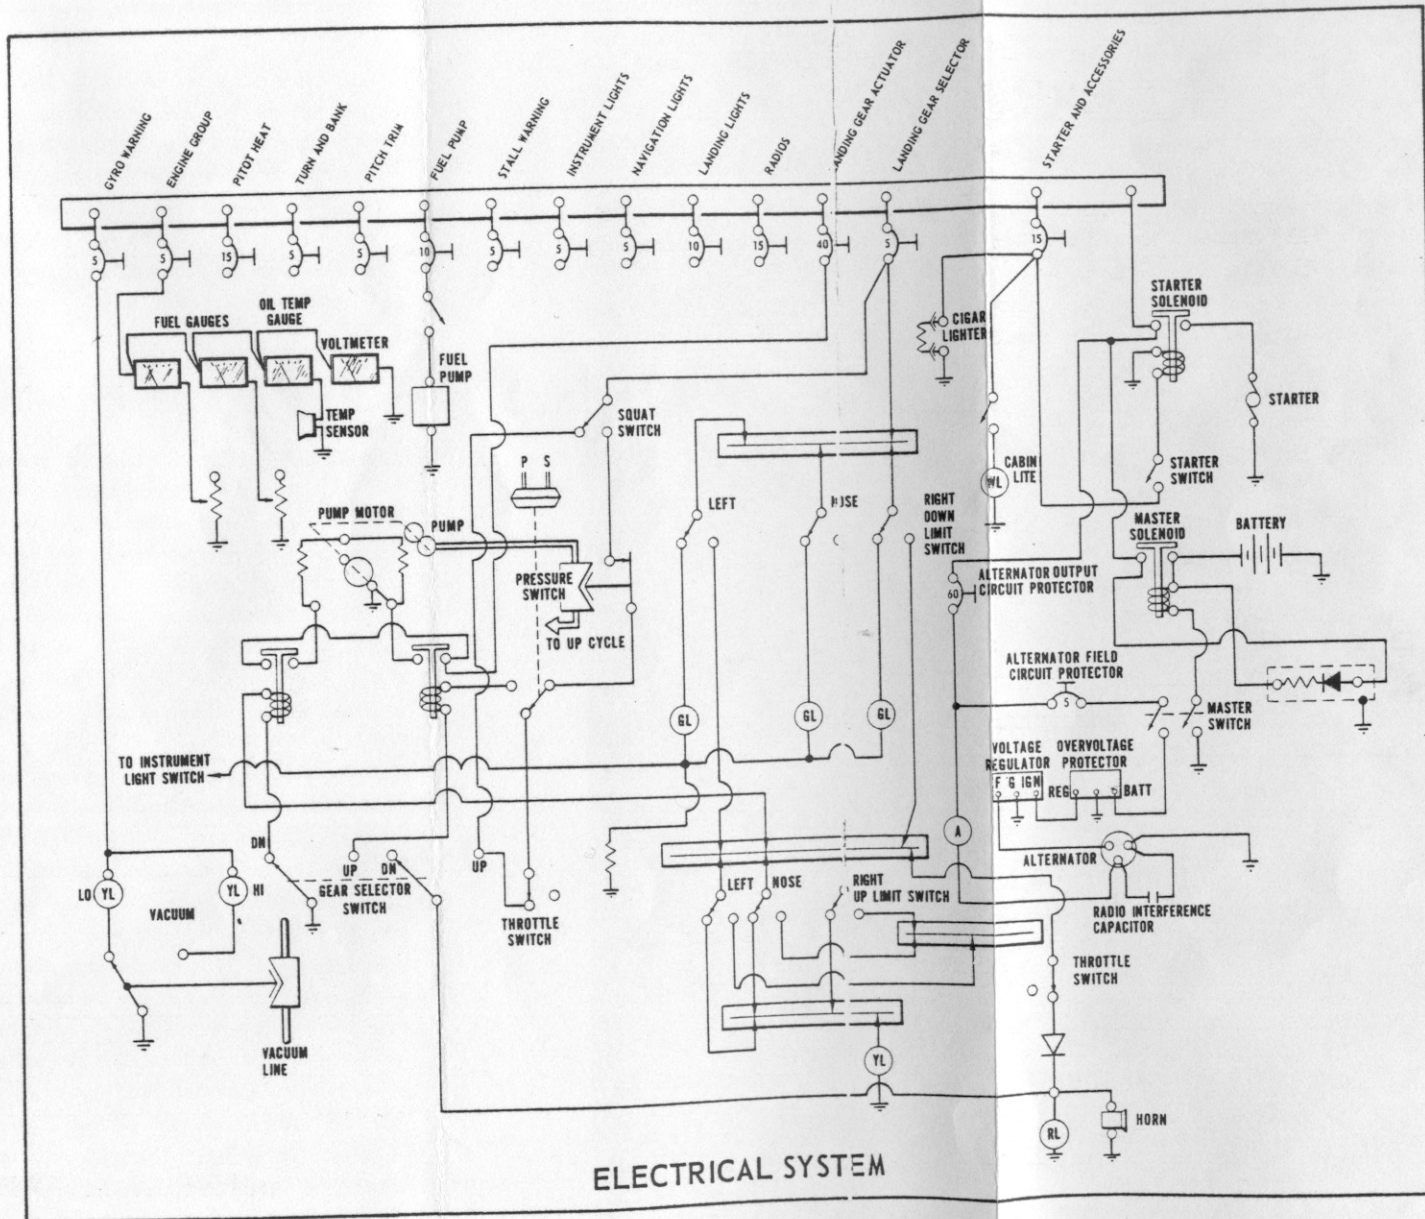 GYRO WARNING
ENGINE GROUP
PITOT HEAT
TURN AND BANK
PITCH TRIM
FUEL PUMP
STALL WARNING
INSTRUMENT LIGHTS
NAVIGATION LIGHTS
LANDING LIGHTS
RADIOS
ANDING GEAR ACTUATOR
LANDING GEAR SELECTOR
STARTER AND ACCESSORIES
5
5
15
5
5
10
5
5
5
10
15
40
5
15
FUEL GAUGES
OIL TEMP
GAUGE
VOLTMETER
TEMP
SENSOR
FUEL
PUMP
SQUAT
SWITCH
CIGAR
LIGHTER
STARTER
SOLENOID
STARTER
STARTER
SWITCH
CABIN
LITE
WL
P S
LEFT
NOSE
RIGHT
DOWN
LIMIT
SWITCH
PUMP MOTOR
PUMP
PRESSURE
SWITCH
TO UP CYCLE
MASTER
SOLENOID
BATTERY
60
ALTERNATOR OUTPUT
CIRCUIT PROTECTOR
ALTERNATOR FIELD
CIRCUIT PROTECTOR
5
MASTER
SWITCH
GL
GL
GL
TO INSTRUMENT
LIGHT SWITCH
VOLTAGE
REGULATOR
F G IGN
OVERVOLTAGE
PROTECTOR
REG
BATT
A
ALTERNATOR
RADIO INTERFERENCE
CAPACITOR
DN
UP
DN
UP
GEAR SELECTOR
SWITCH
THROTTLE
SWITCH
LO
YL
YL
HI
VACUUM
VACUUM
LINE
LEFT
NOSE
RIGHT
UP LIMIT SWITCH
THROTTLE
SWITCH
YL
RL
HORN
ELECTRICAL SYSTEM